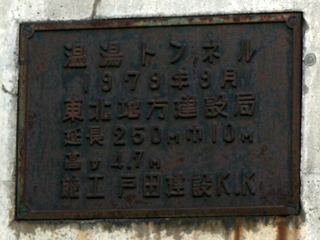 温湯トンネル
1979年9月
東北地方建設局
延長250M巾10M
高サ4.7M
施工戸田建設K.K